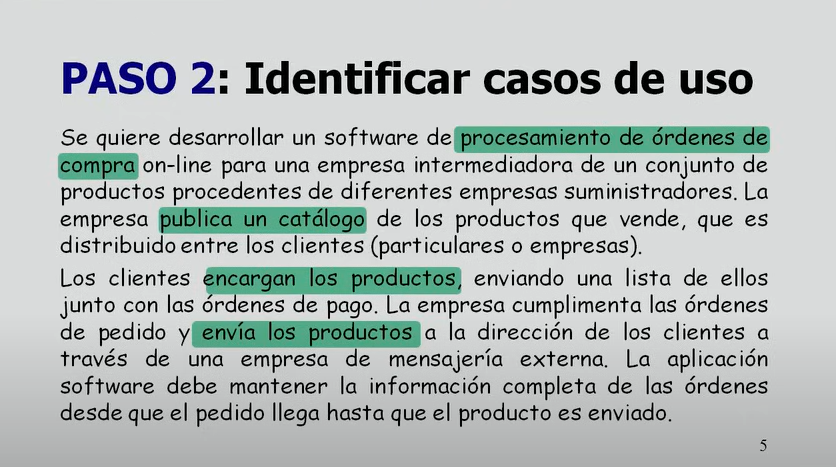 PASO 2: Identificar casos de uso
Se quiere desarrollar un software de procesamiento de órdenes de
compra on-line para una empresa intermediadora de un conjunto de
productos procedentes de diferentes empresas suministradores. La
empresa publica un catálogo de los productos que vende, que es
distribuido entre los clientes (particulares o empresas).
Los clientes encargan los productos, enviando una lista de ellos
junto con las órdenes de pago. La empresa cumplimenta las órdenes
de pedido y envía los productos a la dirección de los clientes a
través de una empresa de mensajería externa. La aplicación
software debe mantener la información completa de las órdenes
desde que el pedido llega hasta que el producto es enviado.
5